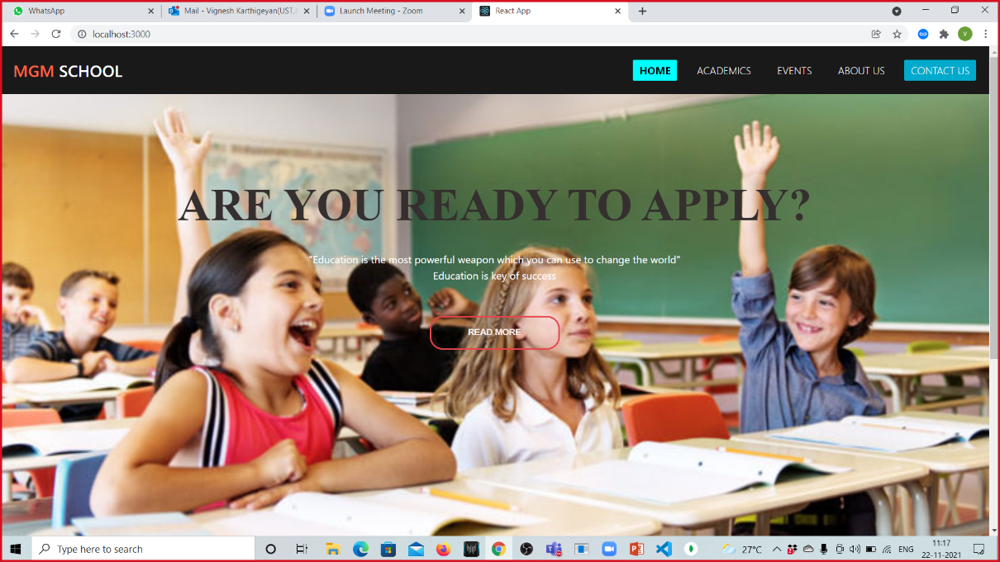 WhatsApp
Mail - Vignesh Karthigeyan(UST,
Launch Meeting - Zoom
React App
localhost:3000
V
MGM SCHOOL
HOME
ACADEMICS
EVENTS
ABOUT US
CONTACT US
ARE YOU READY TO APPLY?
"Education is the most powerful weapon which you can use to change the world"
Education is key of success
READ MORE
Type here to search
27°C
ENG
11:17
22-11-2021